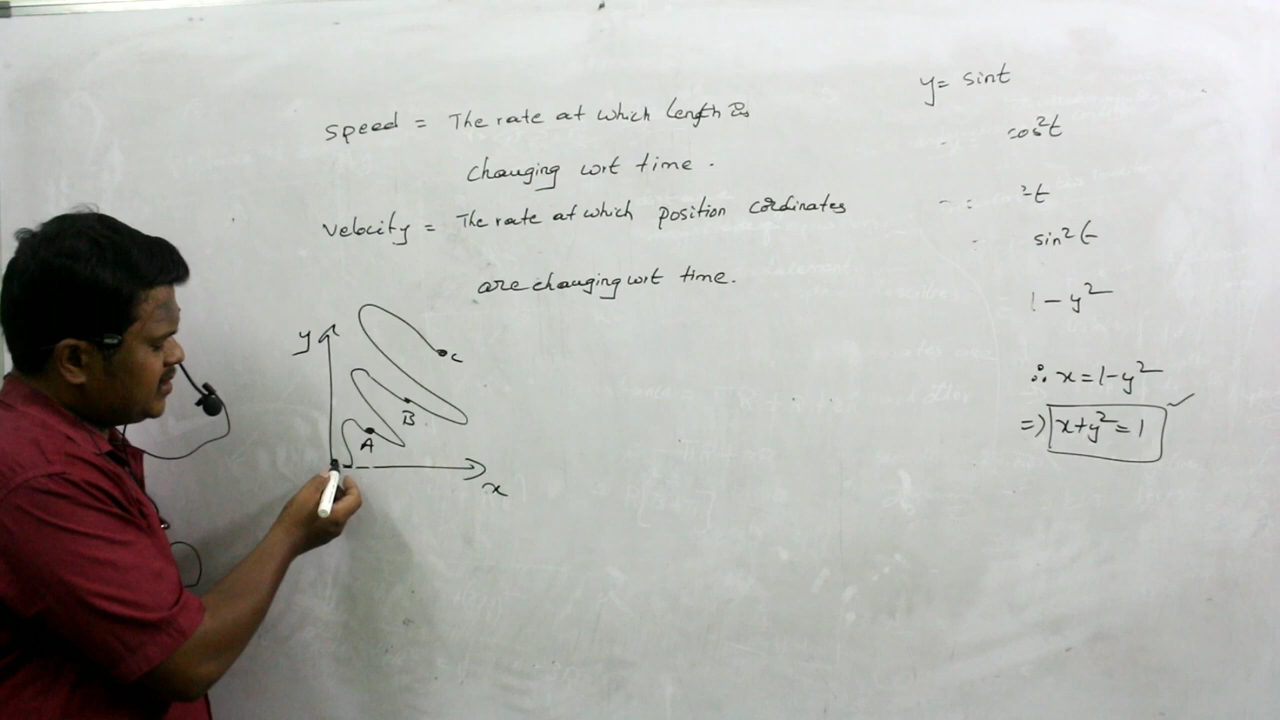 speed = The rate at which length is
changing wrt time.
velocity = The rate at which position cordinates
are changing wrt time.
y
C
B
A
x
y = sint
cos²t
²t
sin²t
1-y²
∴ x=1-y²
=) x+y²=1